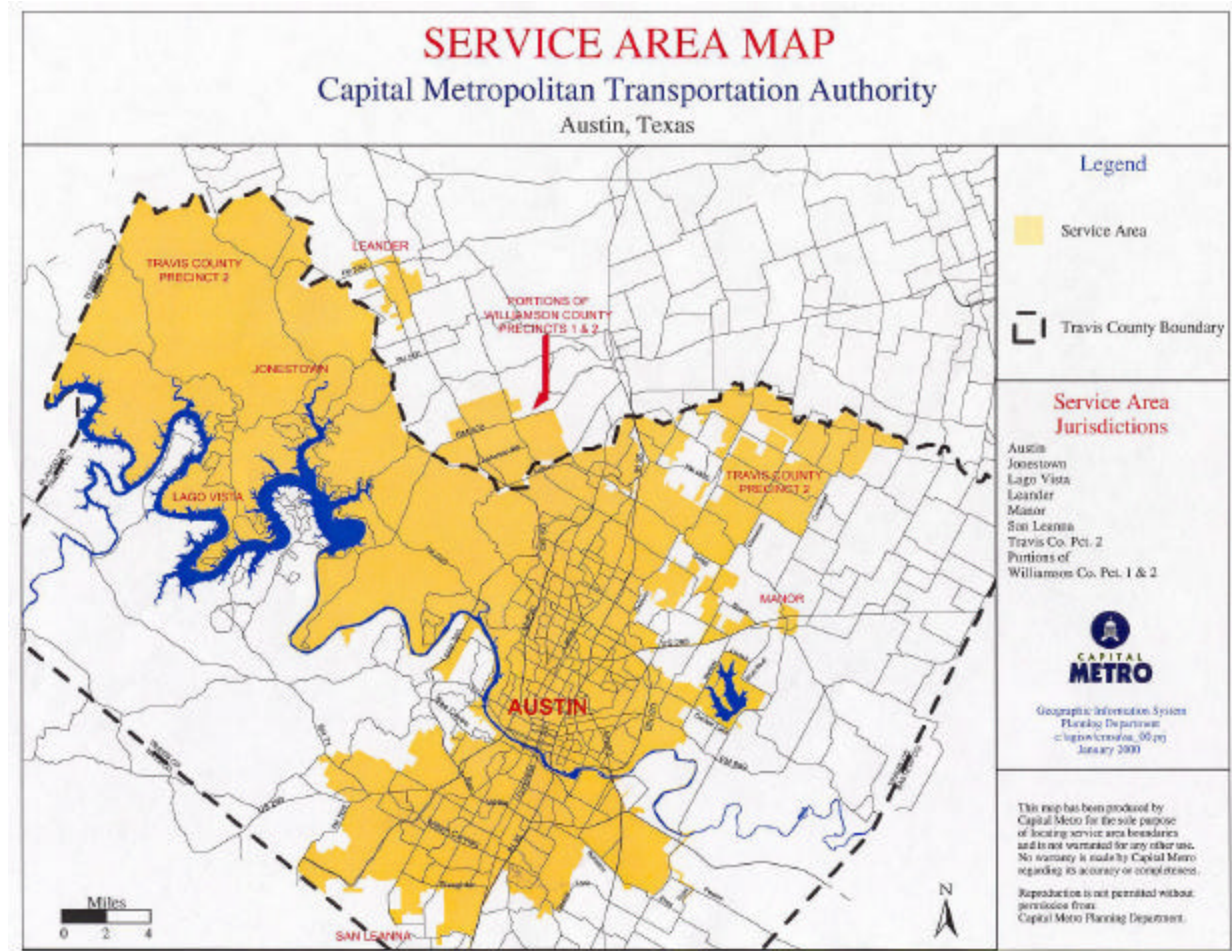 SERVICE AREA MAP
Capital Metropolitan Transportation Authority
Austin, Texas
Legend
Service Area
Travis County Boundary
Service Area
Jurisdictions
Austin
Jonestown
Lago Vista
Leander
Manor
San Leanna
Travis Co. Pct. 2
Portions of
Williamson Co. Pct. 1 & 2
CAPITAL
METRO
Geographic Information System
Planning Department
January 2000
This map has been produced by
Capital Metro for the sole purpose
of locating service area boundaries
and is not warranted for any other use.
No warranty is made by Capital Metro
regarding its accuracy or completeness.
Reproduction is not permitted without
permission from:
Capital Metro Planning Department.
LEANDER
TRAVIS COUNTY
PRECINCT 2
PORTIONS OF
WILLIAMSON COUNTY
PRECINCTS 1 & 2
JONESTOWN
TRAVIS COUNTY
PRECINCT 2
LAGO VISTA
MANOR
AUSTIN
SAN LEANNA
Miles
0 2 4
N